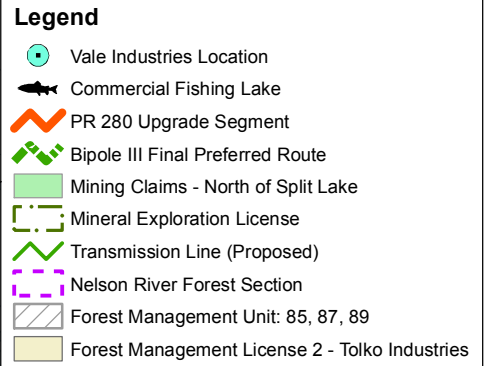 Legend
Vale Industries Location
Commercial Fishing Lake
PR 280 Upgrade Segment
Bipole III Final Preferred Route
Mining Claims - North of Split Lake
Mineral Exploration License
Transmission Line (Proposed)
Nelson River Forest Section
Forest Management Unit: 85, 87, 89
Forest Management License 2 - Tolko Industries